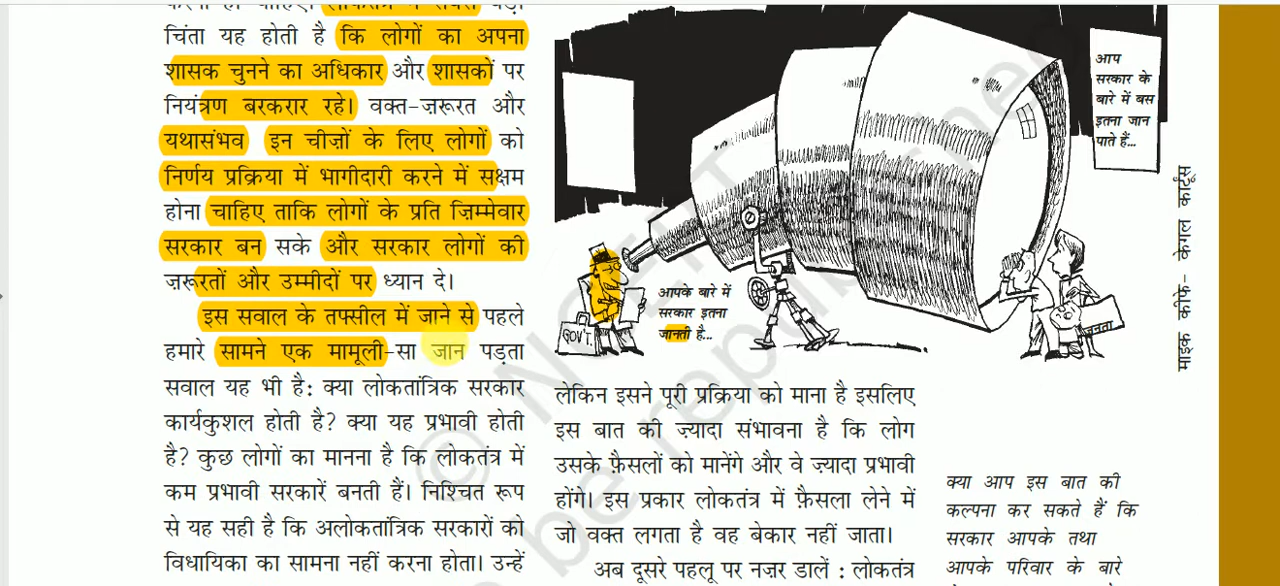 चिंता यह होती है कि लोगों का अपना
शासक चुनने का अधिकार और शासकों पर
नियंत्रण बरकरार रहे। वक्त-ज़रूरत और
यथासंभव इन चीज़ों के लिए लोगों को
निर्णय प्रक्रिया में भागीदारी करने में सक्षम
होना चाहिए ताकि लोगों के प्रति ज़िम्मेवार
सरकार बन सके और सरकार लोगों की
जरूरतों और उम्मीदों पर ध्यान दे।
इस सवाल के तफ्सील में जाने से पहले
हमारे सामने एक मामूली-सा जान पड़ता
सवाल यह भी है: क्या लोकतांत्रिक सरकार
कार्यकुशल होती है? क्या यह प्रभावी होती
है? कुछ लोगों का मानना है कि लोकतंत्र में
कम प्रभावी सरकारें बनती हैं। निश्चित रूप
से यह सही है कि अलोकतांत्रिक सरकारों को
विधायिका का सामना नहीं करना होता। उन्हें
आप
सरकार के
बारे में बस
इतना जान
पाते हैं...
आपके बारे में
सरकार इतना
जानती है...
GOV'T.
जनता
माइक कीफे- केगल कार्टूंस
लेकिन इसने पूरी प्रक्रिया को माना है इसलिए
इस बात की ज्यादा संभावना है कि लोग
उसके फ़ैसलों को मानेंगे और वे ज्यादा प्रभावी
होंगे। इस प्रकार लोकतंत्र में फ़ैसला लेने में
जो वक्त लगता है वह बेकार नहीं जाता।
अब दूसरे पहलू पर नज़र डालें : लोकतंत्र
क्या आप इस बात की
कल्पना कर सकते हैं कि
सरकार आपके तथा
आपके परिवार के बारे